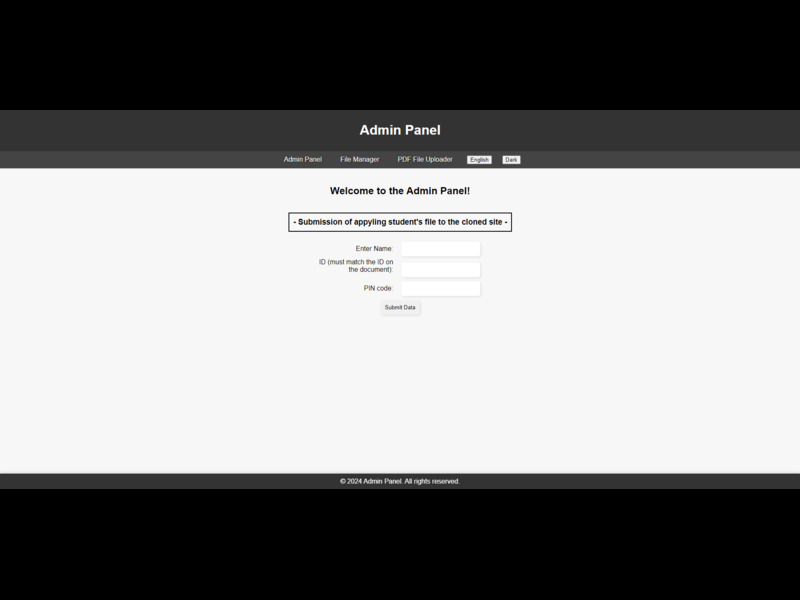 Admin Panel
Admin Panel File Manager PDF File Uploader English Dark
Welcome to the Admin Panel!
- Submission of appyling student's file to the cloned site -
Enter Name:
ID (must match the ID on
the document):
PIN code:
Submit Data
© 2024 Admin Panel. All rights reserved.